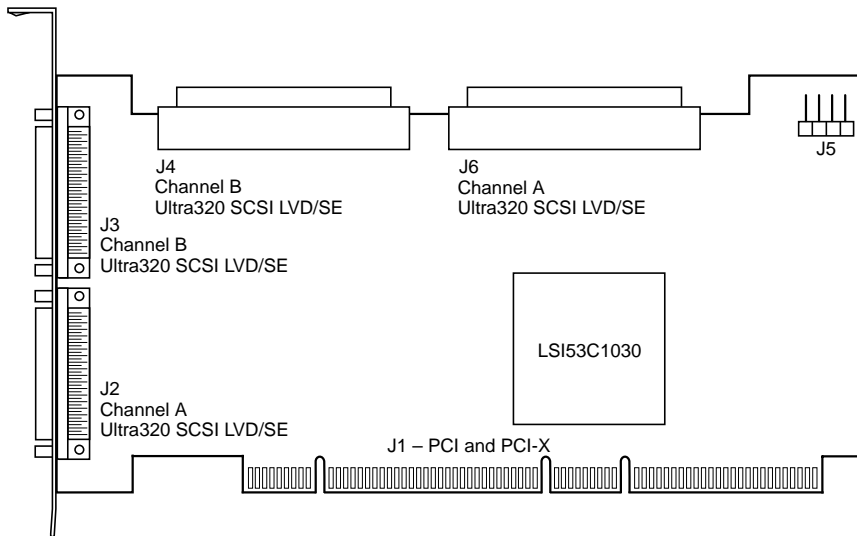 J4
Channel B
Ultra320 SCSI LVD/SE
J6
Channel A
Ultra320 SCSI LVD/SE
J5
J3
Channel B
Ultra320 SCSI LVD/SE
LSI53C1030
J2
Channel A
Ultra320 SCSI LVD/SE
J1 – PCI and PCI-X